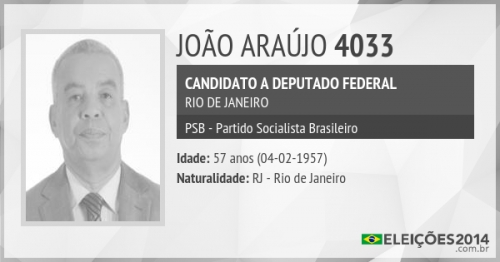 JOÃO ARAÚJO 4033
CANDIDATO A DEPUTADO FEDERAL
RIO DE JANEIRO
PSB - Partido Socialista Brasileiro
Idade: 57 anos (04-02-1957)
Naturalidade: RJ - Rio de Janeiro
ELEIÇÕES2014
.com.br